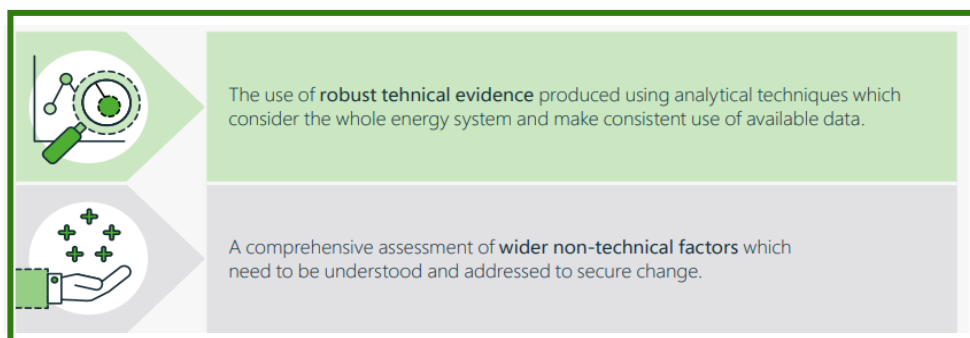 The use of robust tehnical evidence produced using analytical techniques which
consider the whole energy system and make consistent use of available data.
A comprehensive assessment of wider non-technical factors which
need to be understood and addressed to secure change.